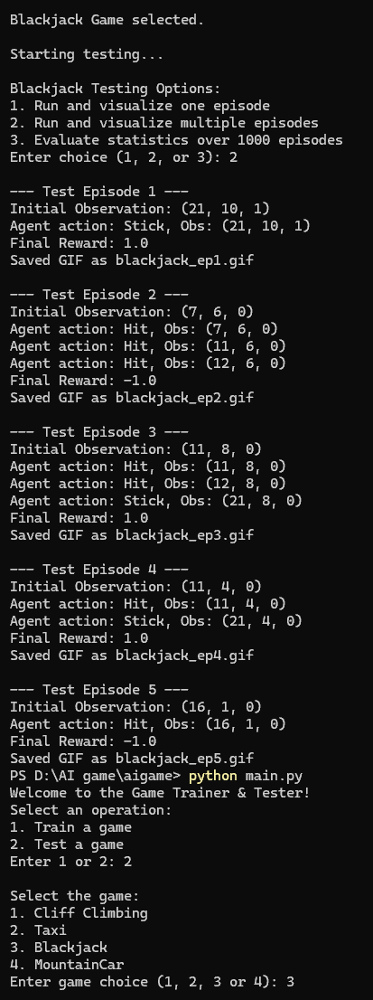 Blackjack Game selected.
Starting testing...
Blackjack Testing Options:
1. Run and visualize one episode
2. Run and visualize multiple episodes
3. Evaluate statistics over 1000 episodes
Enter choice (1, 2, or 3): 2
--- Test Episode 1 ---
Initial Observation: (21, 10, 1)
Agent action: Stick, Obs: (21, 10, 1)
Final Reward: 1.0
Saved GIF as blackjack_ep1.gif
--- Test Episode 2 ---
Initial Observation: (7, 6, 0)
Agent action: Hit, Obs: (7, 6, 0)
Agent action: Hit, Obs: (11, 6, 0)
Agent action: Hit, Obs: (12, 6, 0)
Final Reward: -1.0
Saved GIF as blackjack_ep2.gif
--- Test Episode 3 ---
Initial Observation: (11, 8, 0)
Agent action: Hit, Obs: (11, 8, 0)
Agent action: Hit, Obs: (12, 8, 0)
Agent action: Stick, Obs: (21, 8, 0)
Final Reward: 1.0
Saved GIF as blackjack_ep3.gif
--- Test Episode 4 ---
Initial Observation: (11, 4, 0)
Agent action: Hit, Obs: (11, 4, 0)
Agent action: Stick, Obs: (21, 4, 0)
Final Reward: 1.0
Saved GIF as blackjack_ep4.gif
--- Test Episode 5 ---
Initial Observation: (16, 1, 0)
Agent action: Hit, Obs: (16, 1, 0)
Final Reward: -1.0
Saved GIF as blackjack_ep5.gif
PS D:\AI game\aigame> python main.py
Welcome to the Game Trainer & Tester!
Select an operation:
1. Train a game
2. Test a game
Enter 1 or 2: 2
Select the game:
1. Cliff Climbing
2. Taxi
3. Blackjack
4. MountainCar
Enter game choice (1, 2, 3 or 4): 3